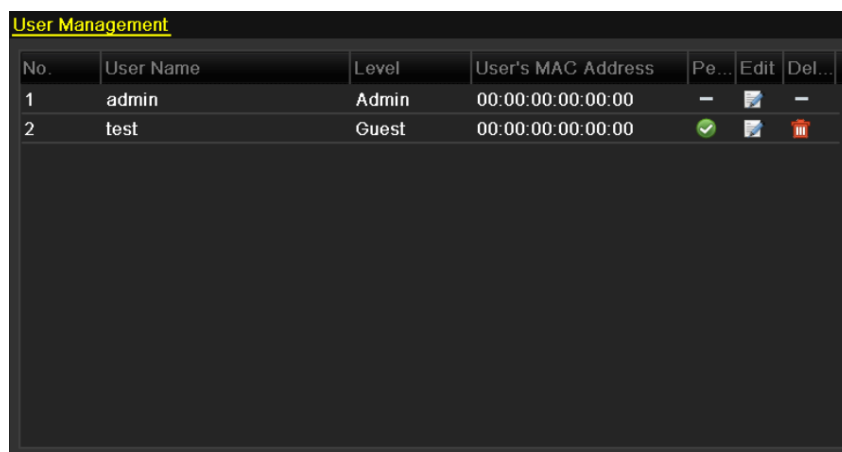 User Management
No. User Name Level User's MAC Address Pe... Edit Del...
1 admin Admin 00:00:00:00:00:00 –
2 test Guest 00:00:00:00:00:00